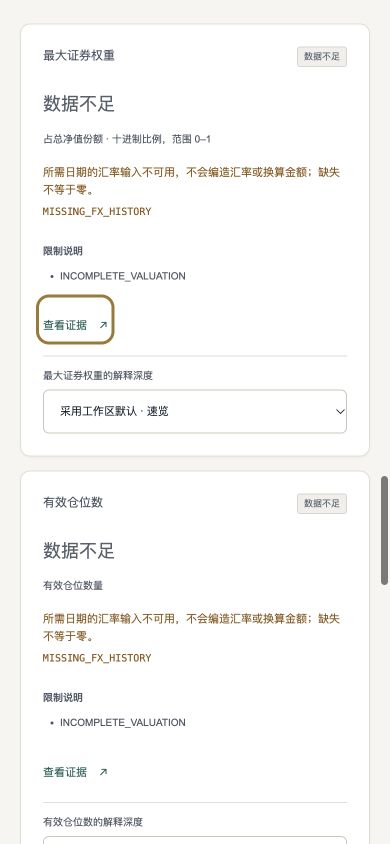 最大证券权重
数据不足
数据不足
占总净值份额 · 十进制比例，范围 0–1
所需日期的汇率输入不可用，不会编造汇率或换算金额；缺失
不等于零。
MISSING_FX_HISTORY
限制说明
• INCOMPLETE_VALUATION
查看证据 ↗
最大证券权重的解释深度
采用工作区默认 · 速览
有效仓位数
数据不足
数据不足
有效仓位数量
所需日期的汇率输入不可用，不会编造汇率或换算金额；缺失
不等于零。
MISSING_FX_HISTORY
限制说明
• INCOMPLETE_VALUATION
查看证据 ↗
有效仓位数的解释深度